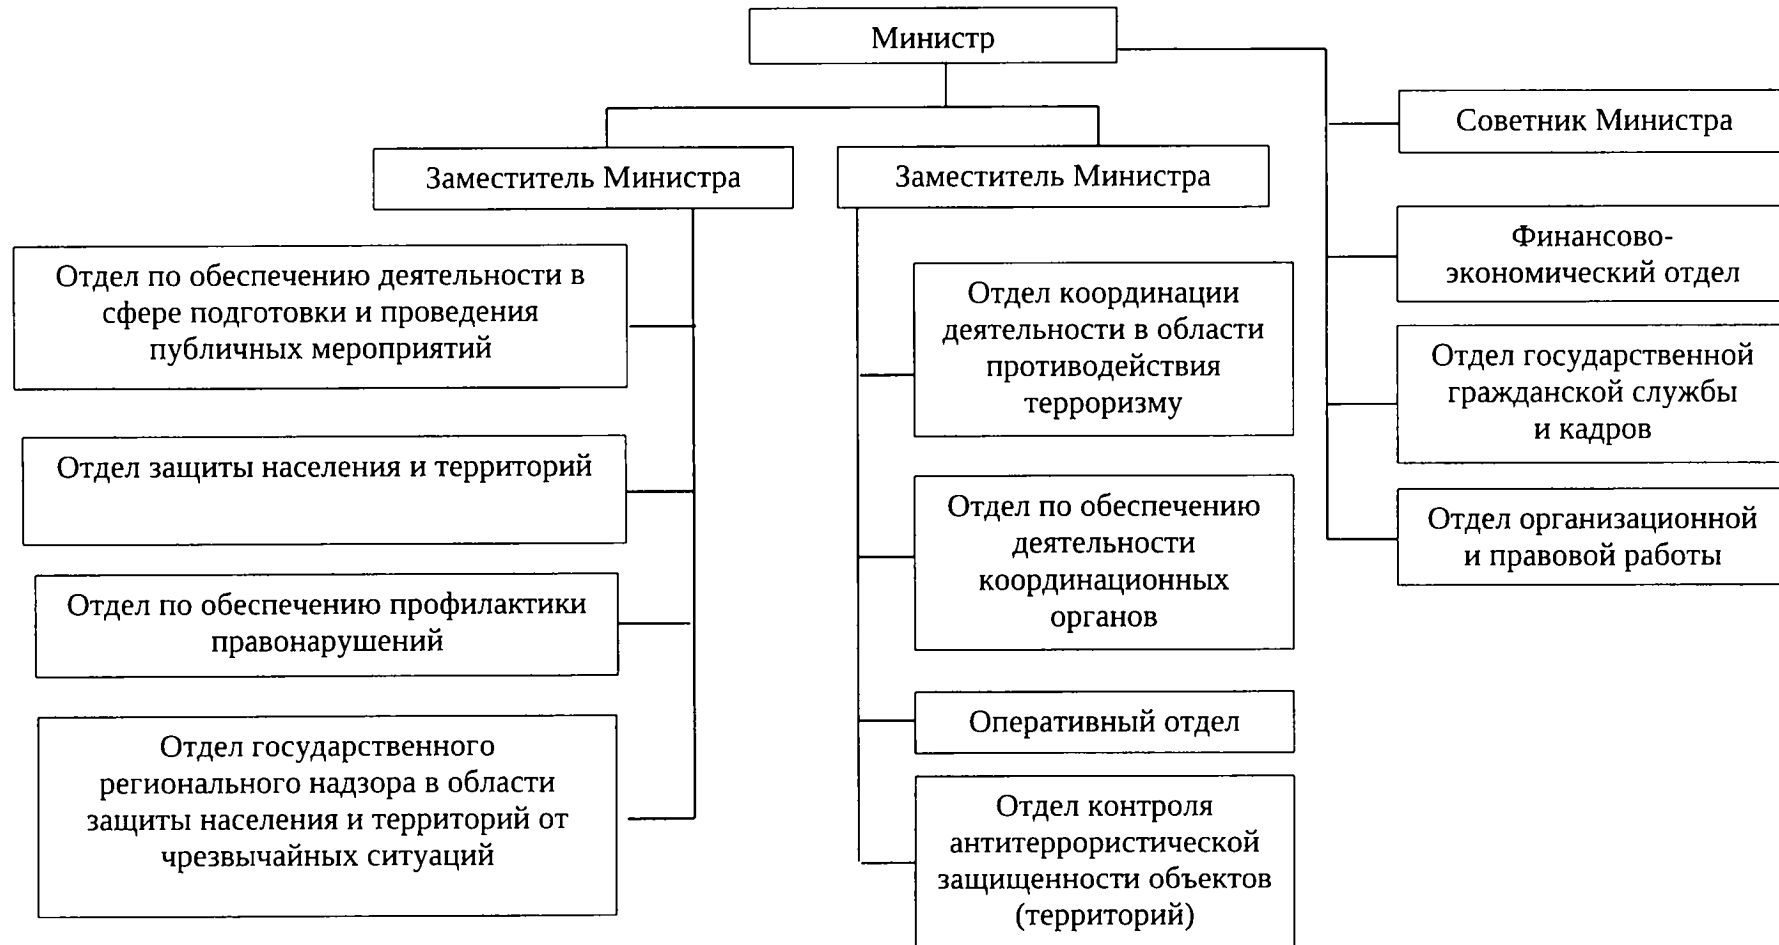 Министр
Советник Министра
Заместитель Министра
Заместитель Министра
Отдел по обеспечению деятельности в
сфере подготовки и проведения
публичных мероприятий
Отдел защиты населения и территорий
Отдел по обеспечению профилактики
правонарушений
Отдел государственного
регионального надзора в области
защиты населения и территорий от
чрезвычайных ситуаций
Отдел координации
деятельности в области
противодействия
терроризму
Отдел по обеспечению
деятельности
координационных
органов
Оперативный отдел
Отдел контроля
антитеррористической
защищенности объектов
(территорий)
Финансово-
экономический отдел
Отдел государственной
гражданской службы
и кадров
Отдел организационной
и правовой работы